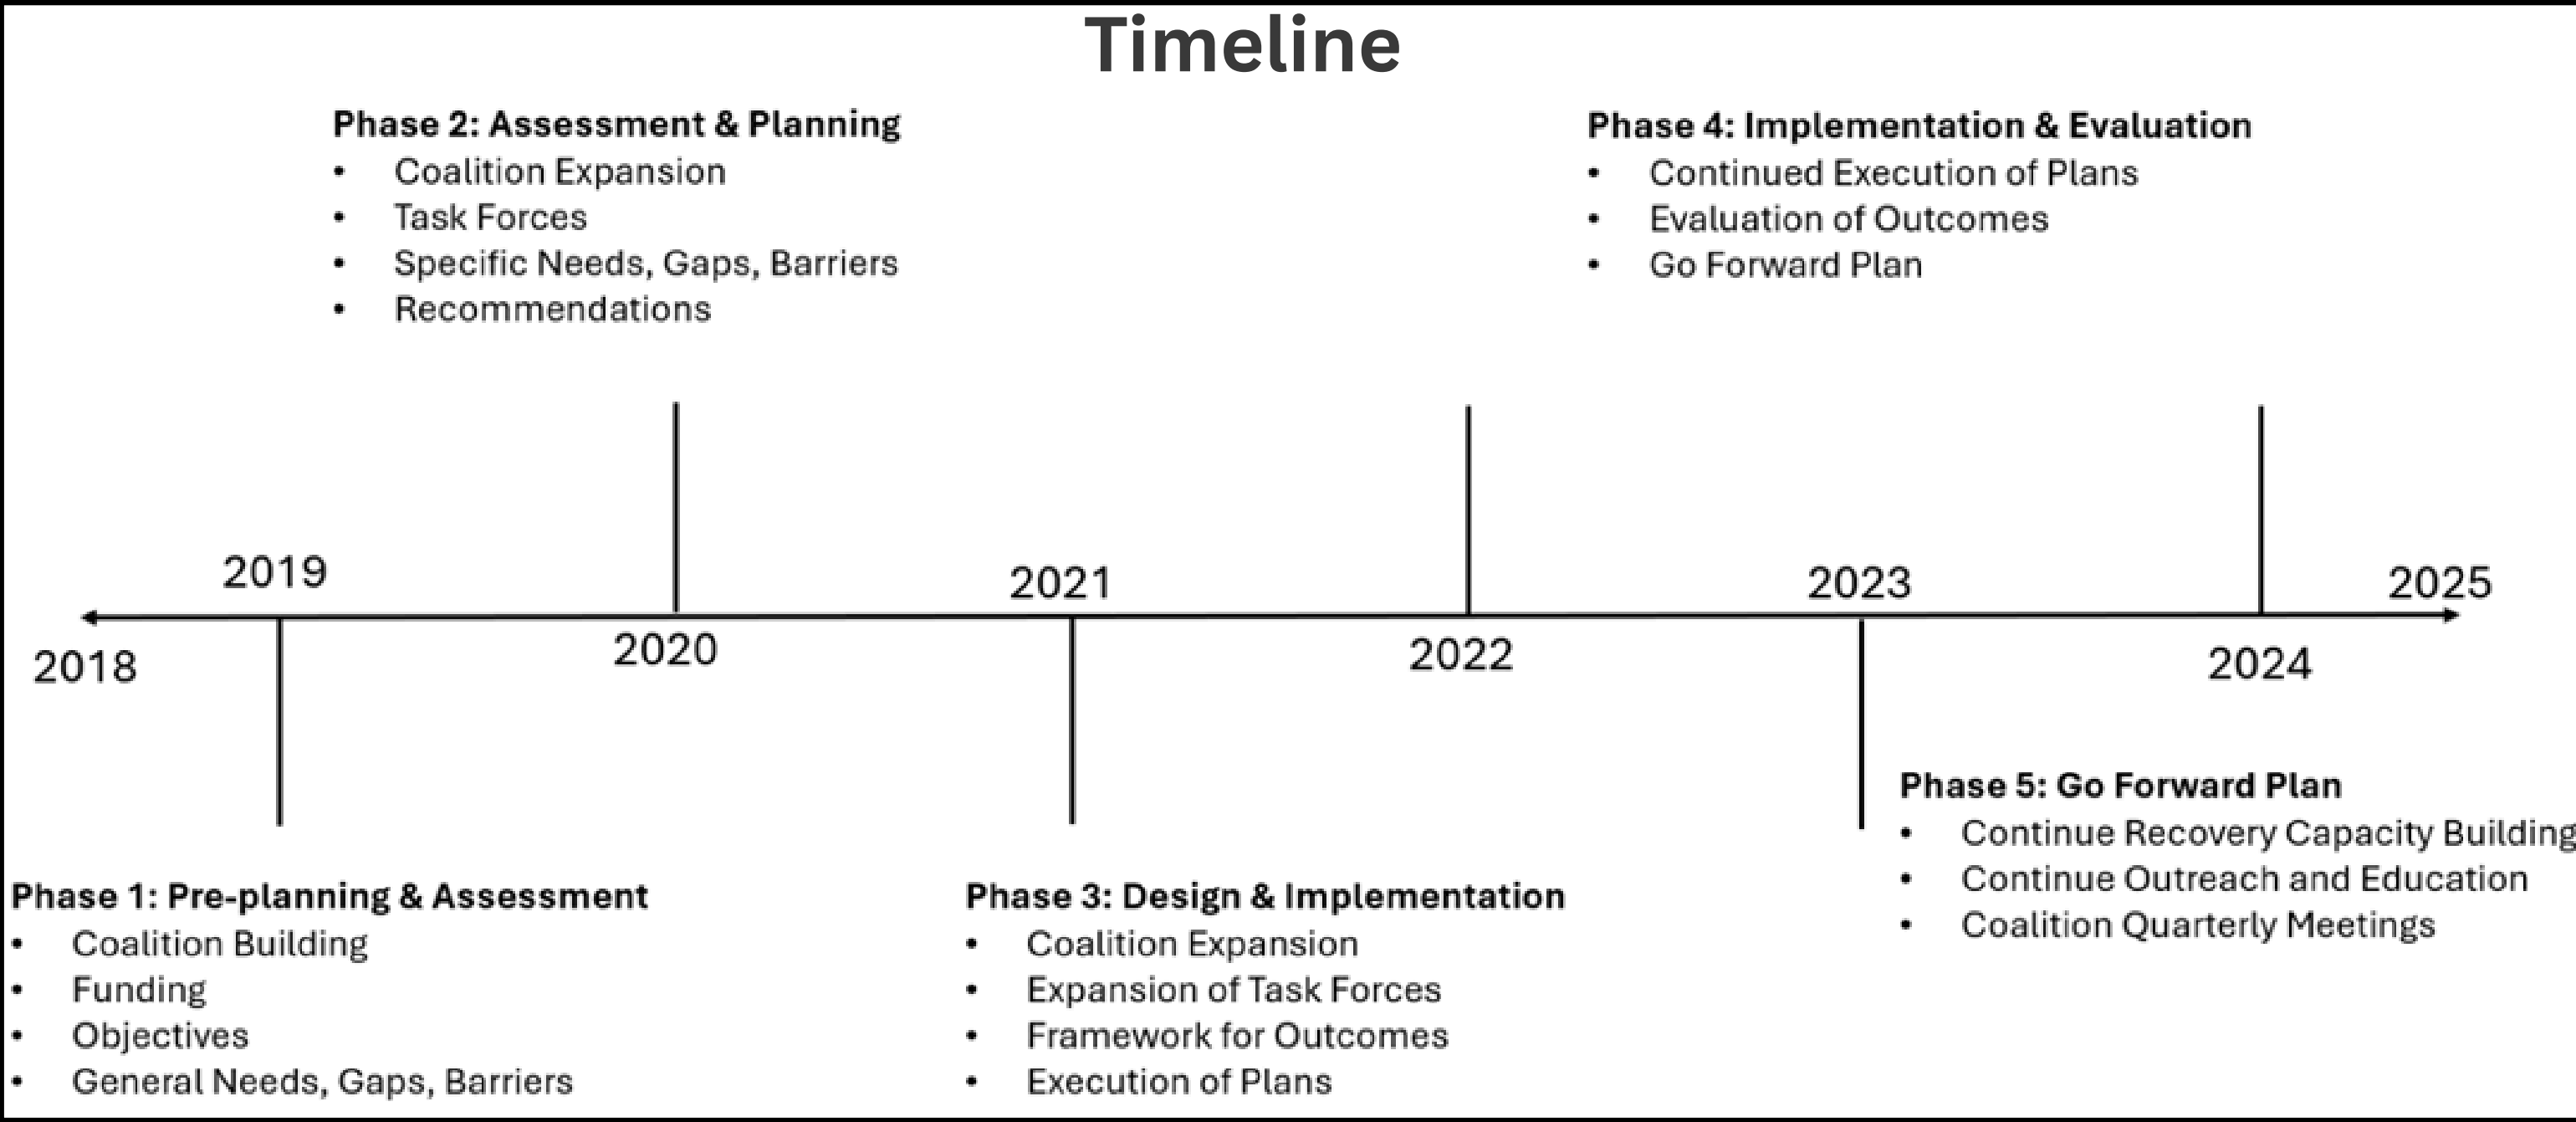 Timeline
Phase 2: Assessment & Planning
• Coalition Expansion
• Task Forces
• Specific Needs, Gaps, Barriers
• Recommendations
Phase 4: Implementation & Evaluation
• Continued Execution of Plans
• Evaluation of Outcomes
• Go Forward Plan
2018
2019
2020
2021
2022
2023
2024
2025
Phase 1: Pre-planning & Assessment
• Coalition Building
• Funding
• Objectives
• General Needs, Gaps, Barriers
Phase 3: Design & Implementation
• Coalition Expansion
• Expansion of Task Forces
• Framework for Outcomes
• Execution of Plans
Phase 5: Go Forward Plan
• Continue Recovery Capacity Building
• Continue Outreach and Education
• Coalition Quarterly Meetings